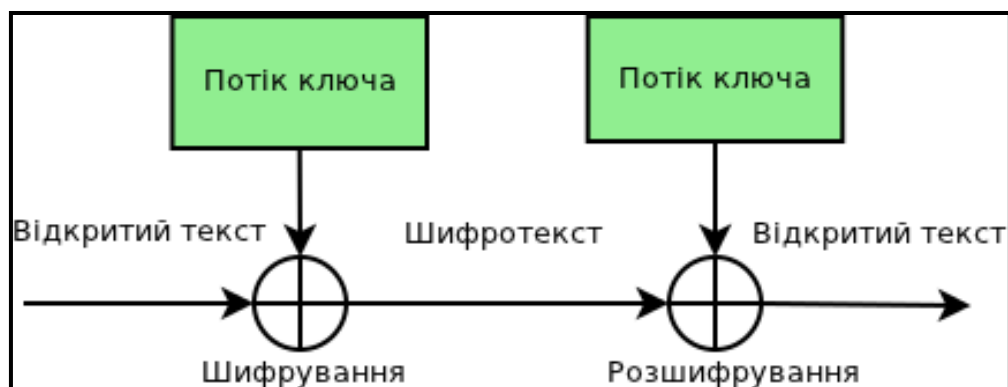 Потік ключа
Потік ключа
Відкритий текст
Шифротекст
Відкритий текст
Шифрування
Розшифрування